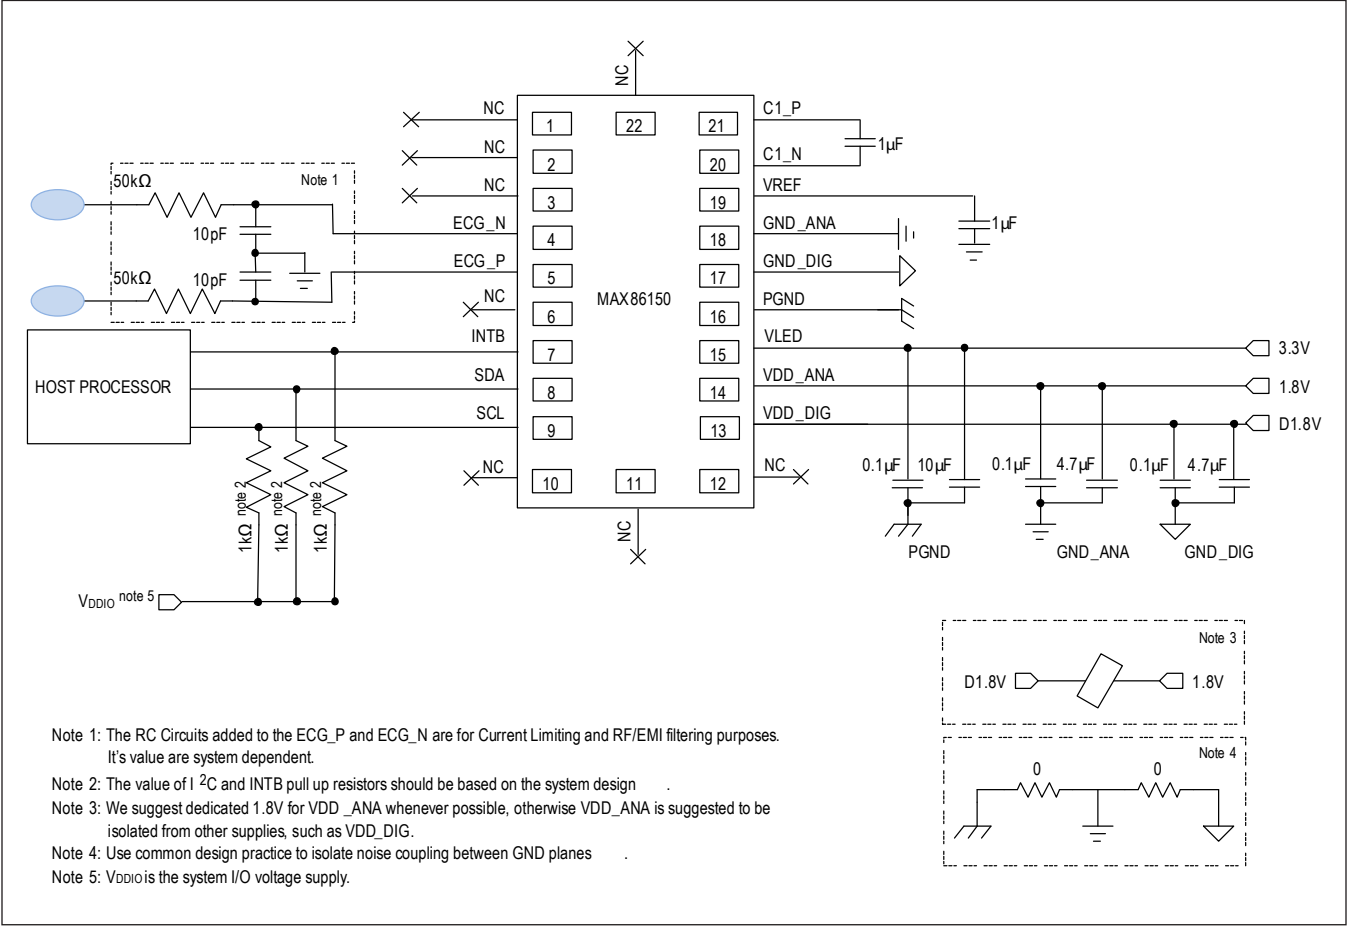 NC
NC
NC
NC
ECG_N
ECG_P
NC
INTB
SDA
SCL
NC
NC
1
2
3
4
5
6
7
8
9
10
11
12
13
14
15
16
17
18
19
20
21
22
MAX86150
C1_P
C1_N
1µF
VREF
1µF
GND_ANA
GND_DIG
PGND
VLED
3.3V
VDD_ANA
1.8V
VDD_DIG
D1.8V
NC
50kΩ
Note 1
10pF
50kΩ
10pF
HOST PROCESSOR
1kΩ note 2
1kΩ note 2
1kΩ note 2
VDDIO note 5
0.1µF
10µF
0.1µF
4.7µF
0.1µF
4.7µF
PGND
GND_ANA
GND_DIG
Note 3
D1.8V
1.8V
Note 4
0
0
Note 1: The RC Circuits added to the ECG_P and ECG_N are for Current Limiting and RF/EMI filtering purposes.
It's value are system dependent.
Note 2: The value of I 2C and INTB pull up resistors should be based on the system design .
Note 3: We suggest dedicated 1.8V for VDD _ANA whenever possible, otherwise VDD_ANA is suggested to be
isolated from other supplies, such as VDD_DIG.
Note 4: Use common design practice to isolate noise coupling between GND planes .
Note 5: VDDIO is the system I/O voltage supply.